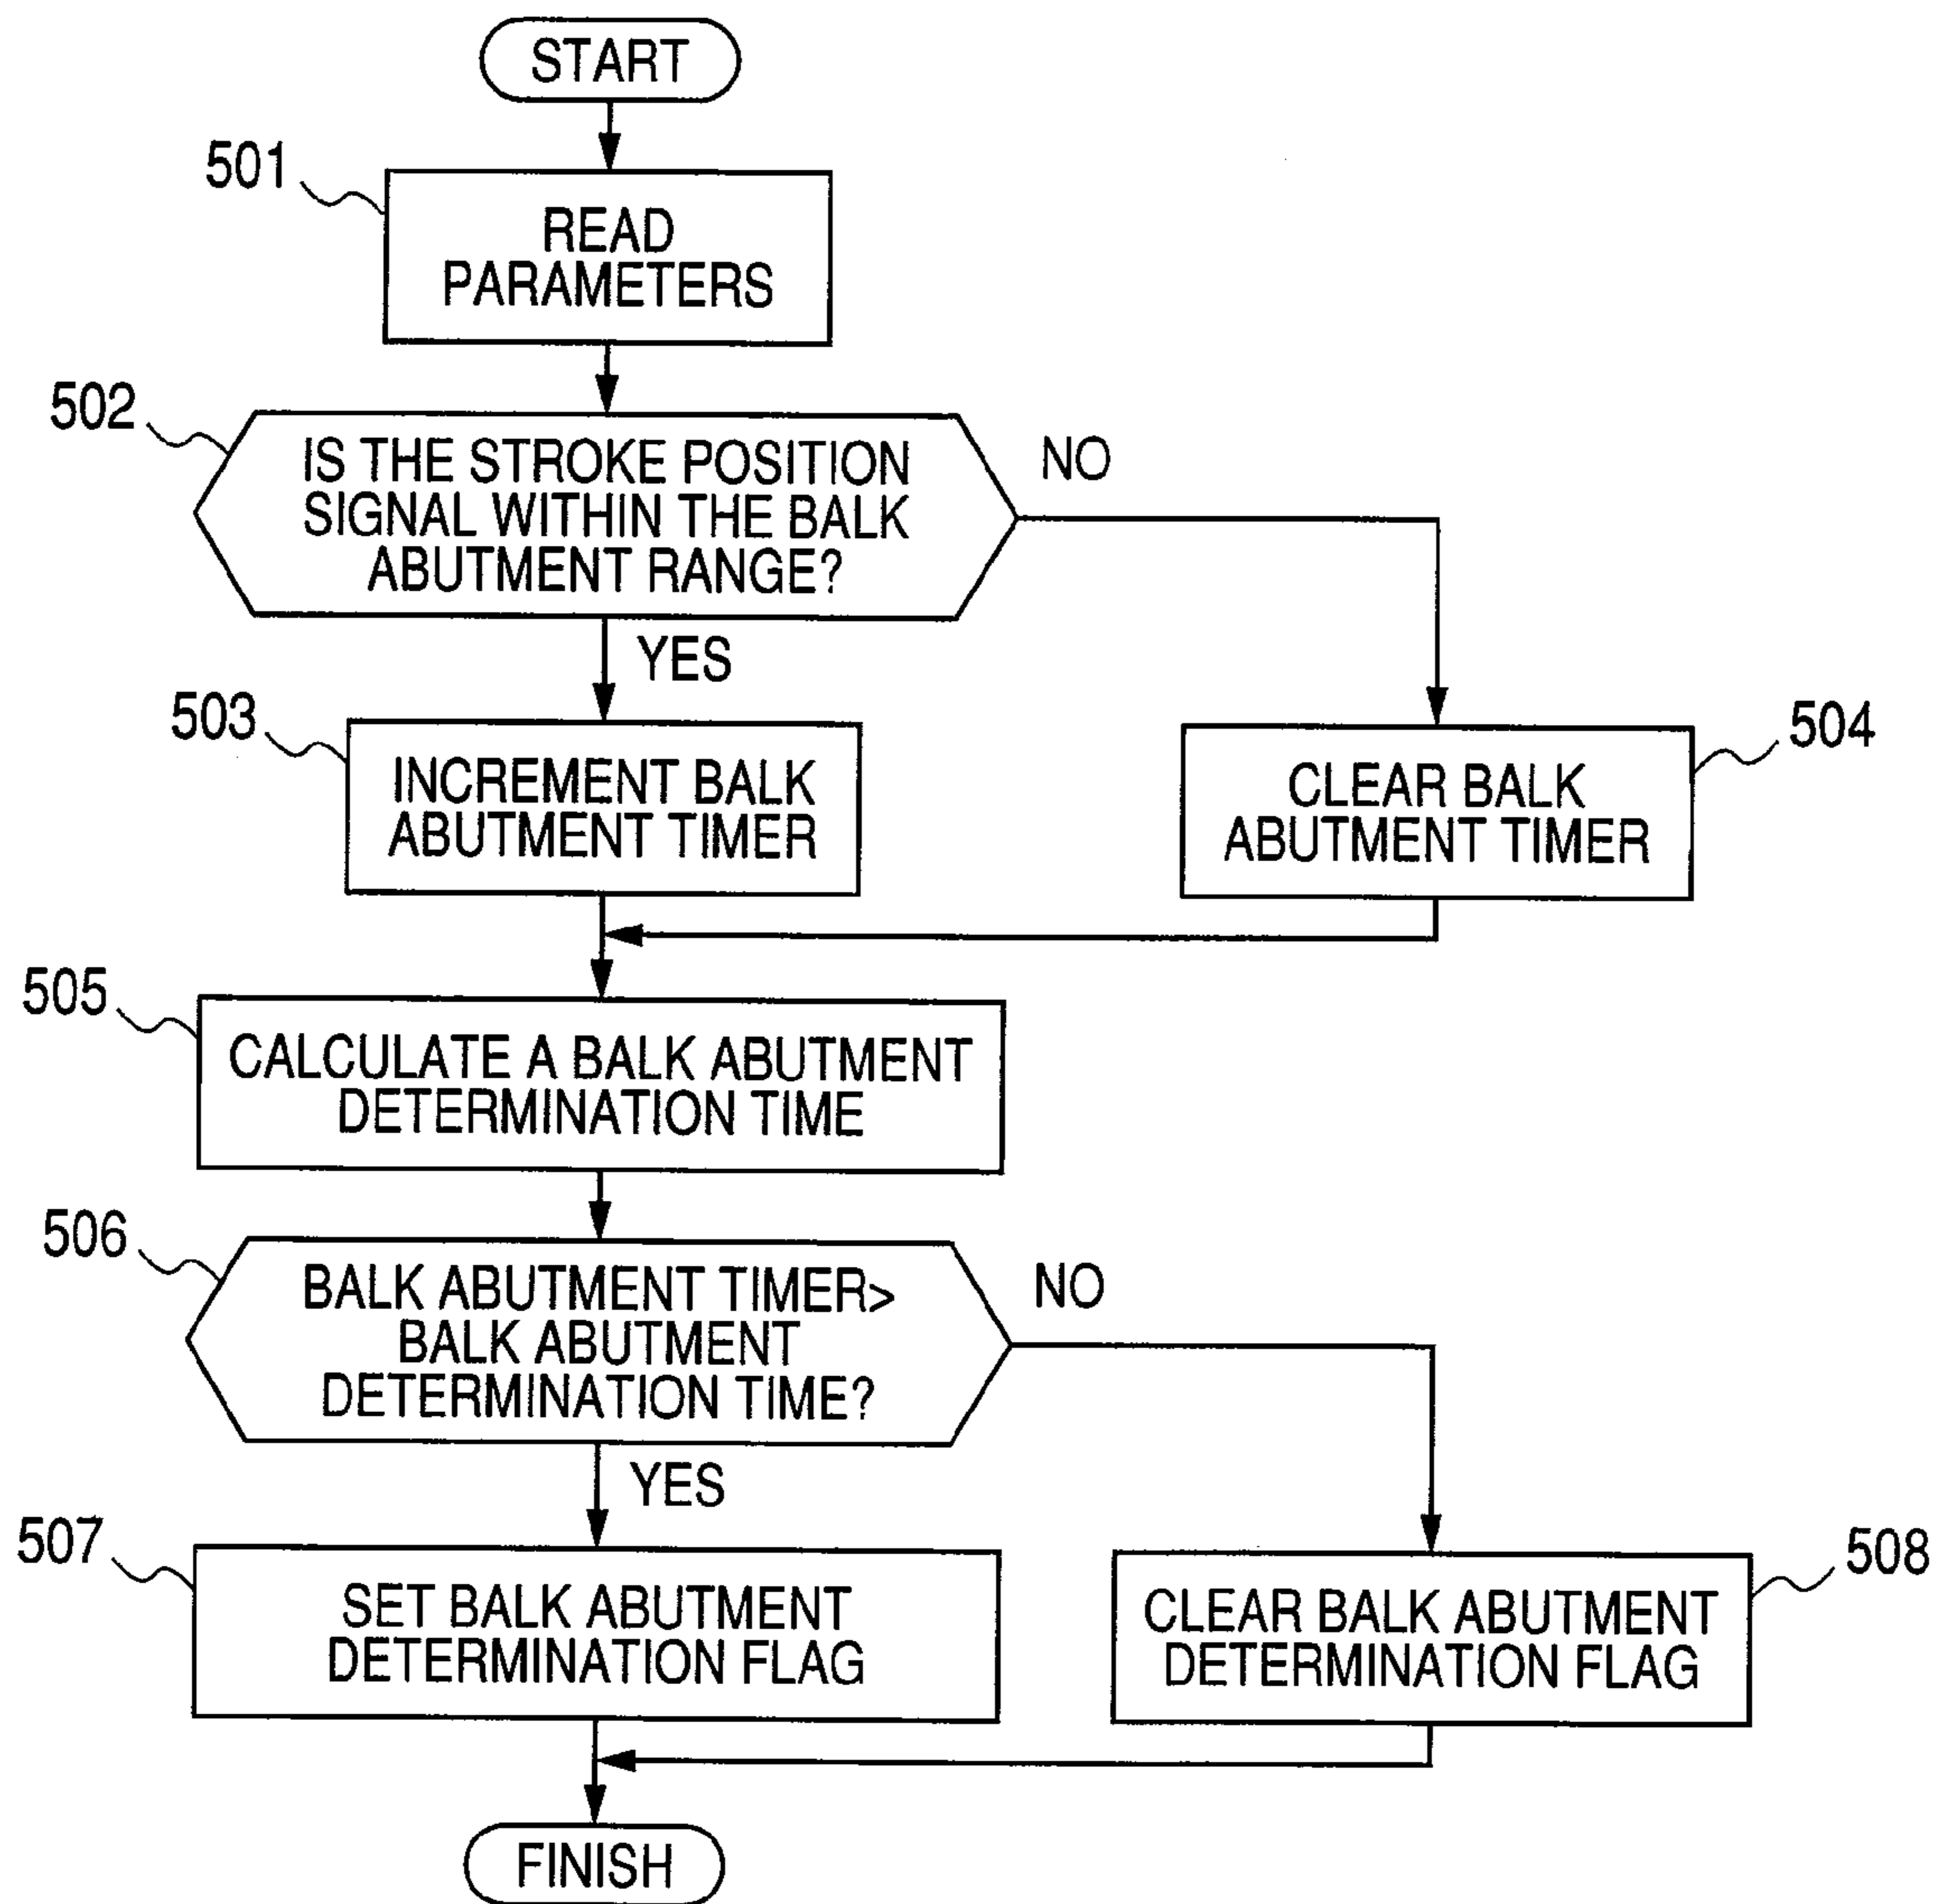 START
501
READ
PARAMETERS
502
IS THE STROKE POSITION
SIGNAL WITHIN THE BALK
ABUTMENT RANGE?
NO
YES
503
INCREMENT BALK
ABUTMENT TIMER
504
CLEAR BALK
ABUTMENT TIMER
505
CALCULATE A BALK ABUTMENT
DETERMINATION TIME
506
BALK ABUTMENT TIMER>
BALK ABUTMENT
DETERMINATION TIME?
NO
YES
507
SET BALK ABUTMENT
DETERMINATION FLAG
508
CLEAR BALK ABUTMENT
DETERMINATION FLAG
FINISH